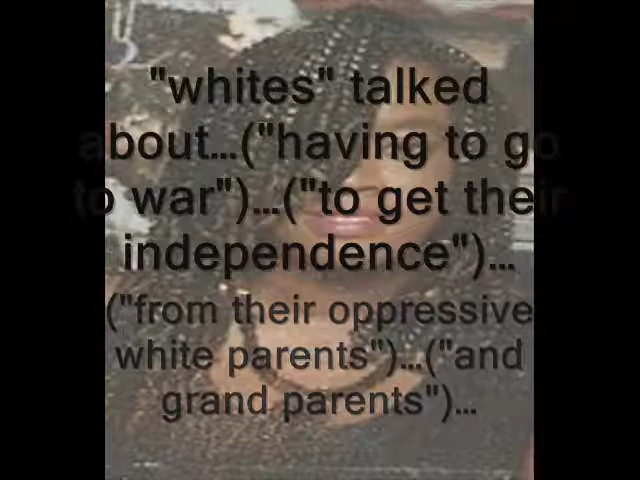 "whites" talked
about...("having to go
to war")...("to get their
independence")...
("from their oppressive
white parents")...("and
grand parents")...